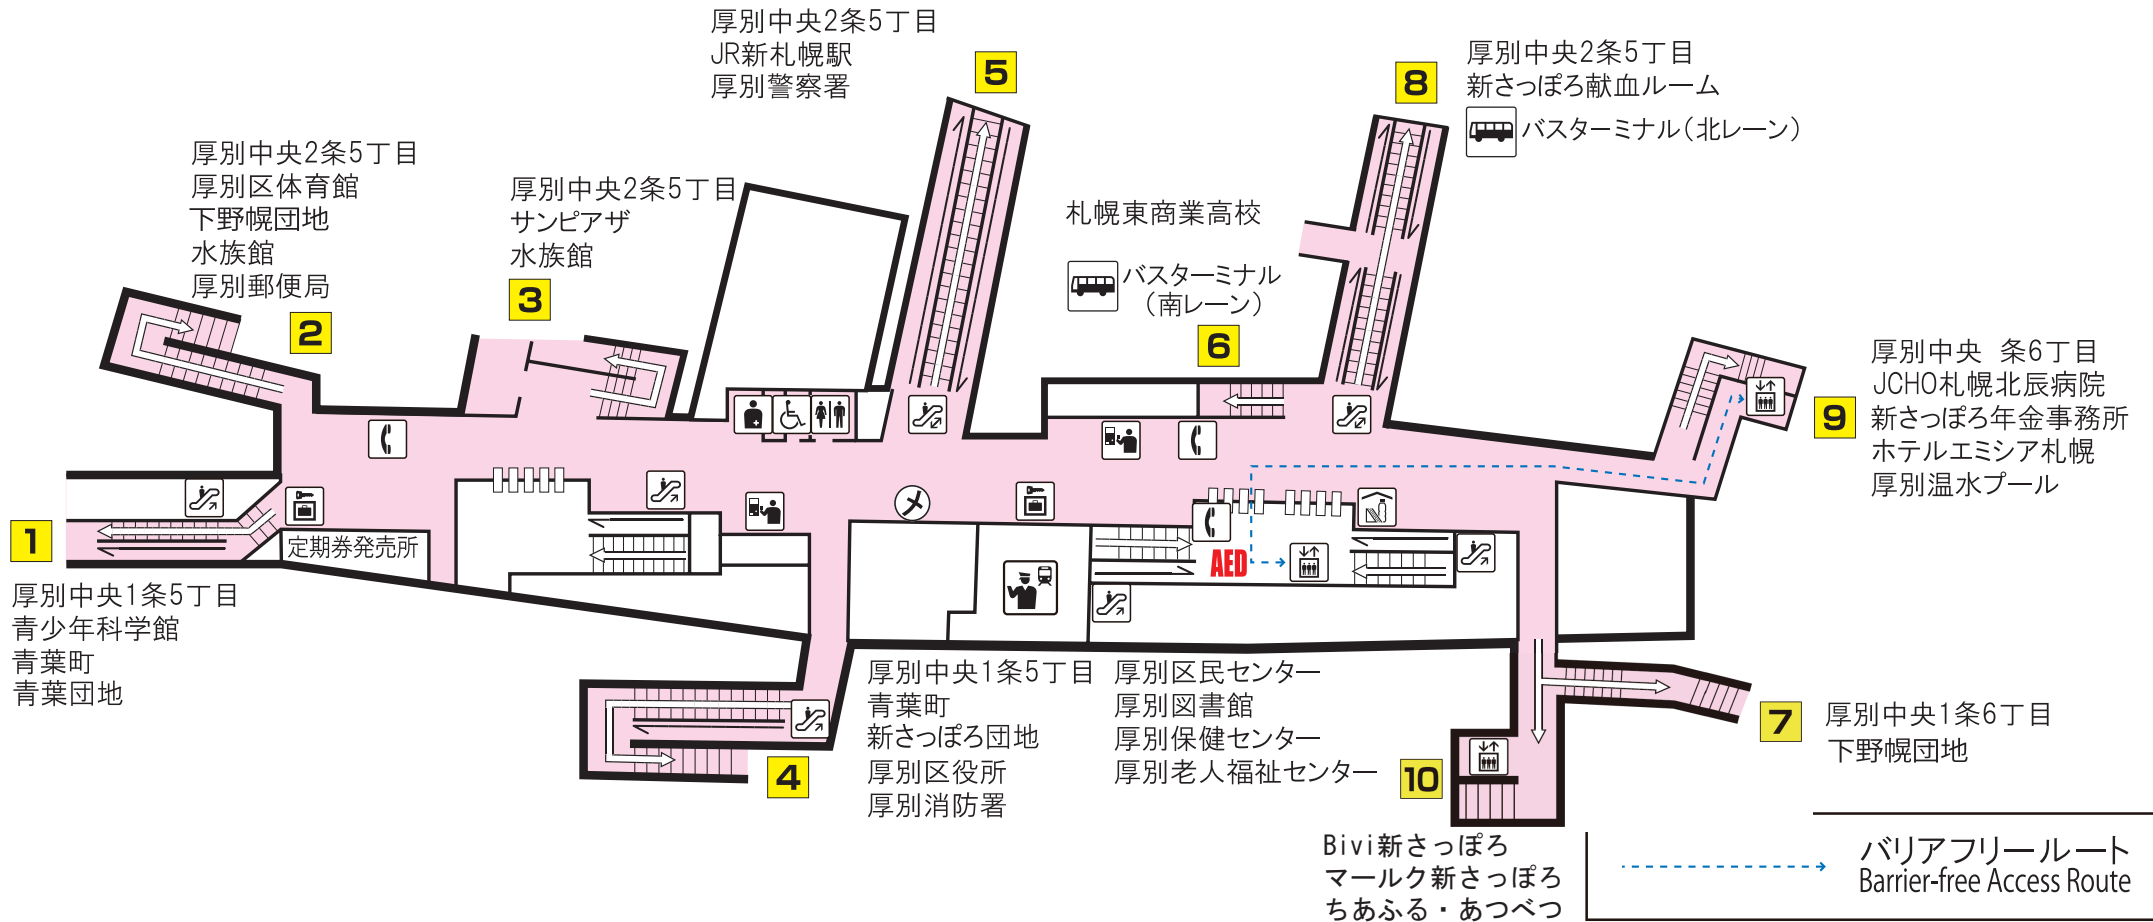 厚別中央2条5丁目
JR新札幌駅
厚別警察署
5
厚別中央2条5丁目
新さっぽろ献血ルーム
バスターミナル(北レーン)
8
厚別中央2条5丁目
厚別区体育館
下野幌団地
水族館
厚別郵便局
2
厚別中央2条5丁目
サンピアザ
水族館
3
札幌東商業高校
バスターミナル
(南レーン)
6
厚別中央 条6丁目
JCHO札幌北辰病院
新さっぽろ年金事務所
ホテルエミシア札幌
厚別温水プール
9
メ
定期券発売所
AED
1
厚別中央1条5丁目
青少年科学館
青葉町
青葉団地
厚別中央1条5丁目
青葉町
新さっぽろ団地
厚別区役所
厚別消防署
4
厚別区民センター
厚別図書館
厚別保健センター
厚別老人福祉センター
7
厚別中央1条6丁目
下野幌団地
10
Bivi新さっぽろ
マールク新さっぽろ
ちあふる・あつべつ
バリアフリールート
Barrier-free Access Route